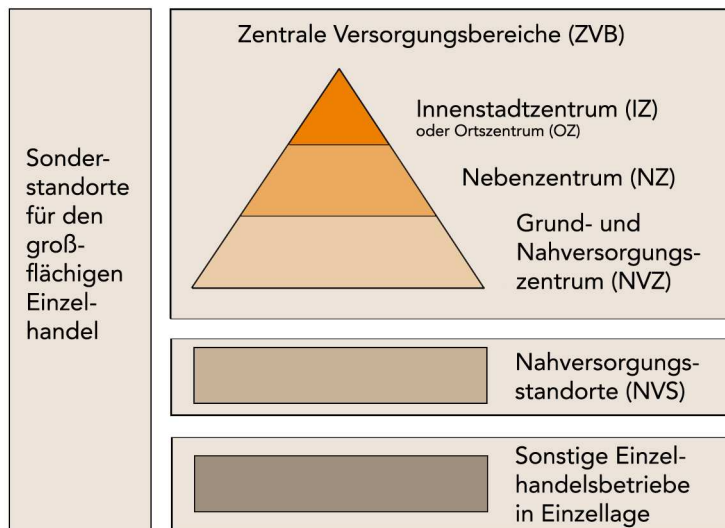 Sonder-
standorte
für den
groß-
flächigen
Einzel-
handel
Zentrale Versorgungsbereiche (ZVB)
Innenstadtzentrum (IZ)
oder Ortszentrum (OZ)
Nebenzentrum (NZ)
Grund- und
Nahversorgungs-
zentrum (NVZ)
Nahversorgungs-
standorte (NVS)
Sonstige Einzel-
handelsbetriebe
in Einzellage